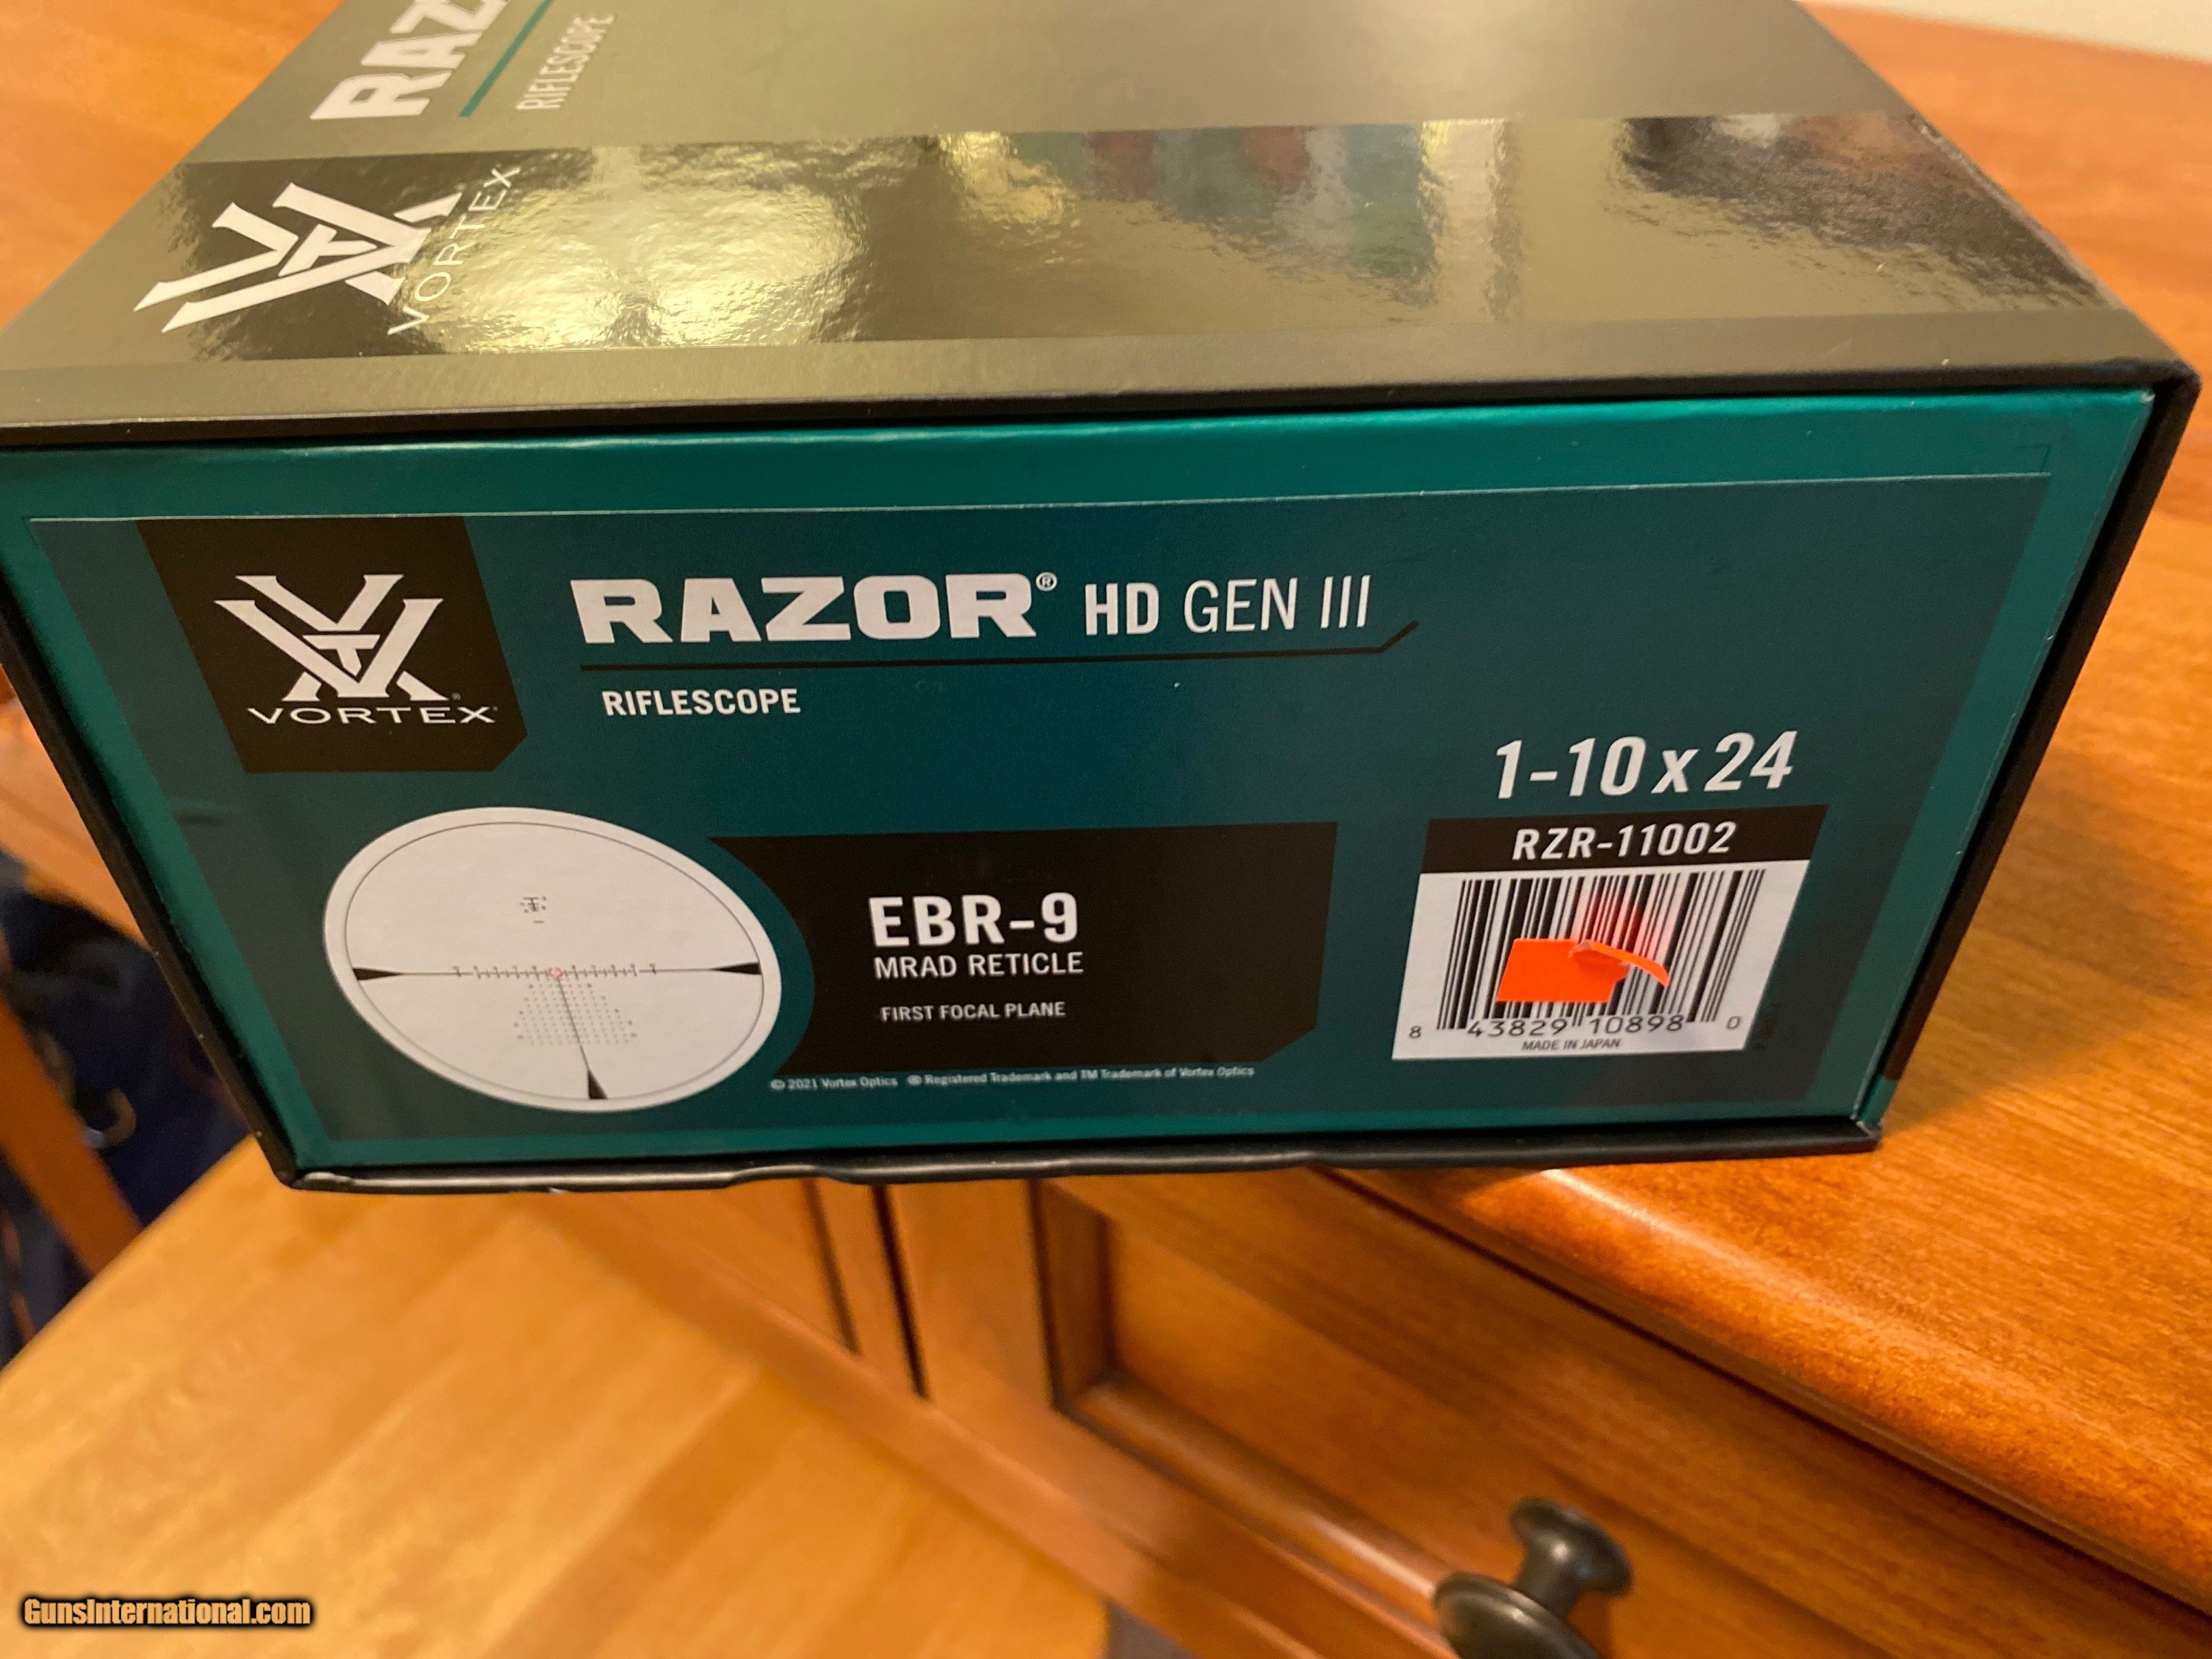 RAZ
RIFLESCOPE
VORTEX
RAZOR® HD GEN III
VORTEX®
RIFLESCOPE
1-10x24
RZR-11002
EBR-9
MRAD RETICLE
FIRST FOCAL PLANE
8 43829 10898 0
MADE IN JAPAN
© 2021 Vortex Optics ® Registered Trademark and TM Trademark of Vortex Optics
GunsInternational.com